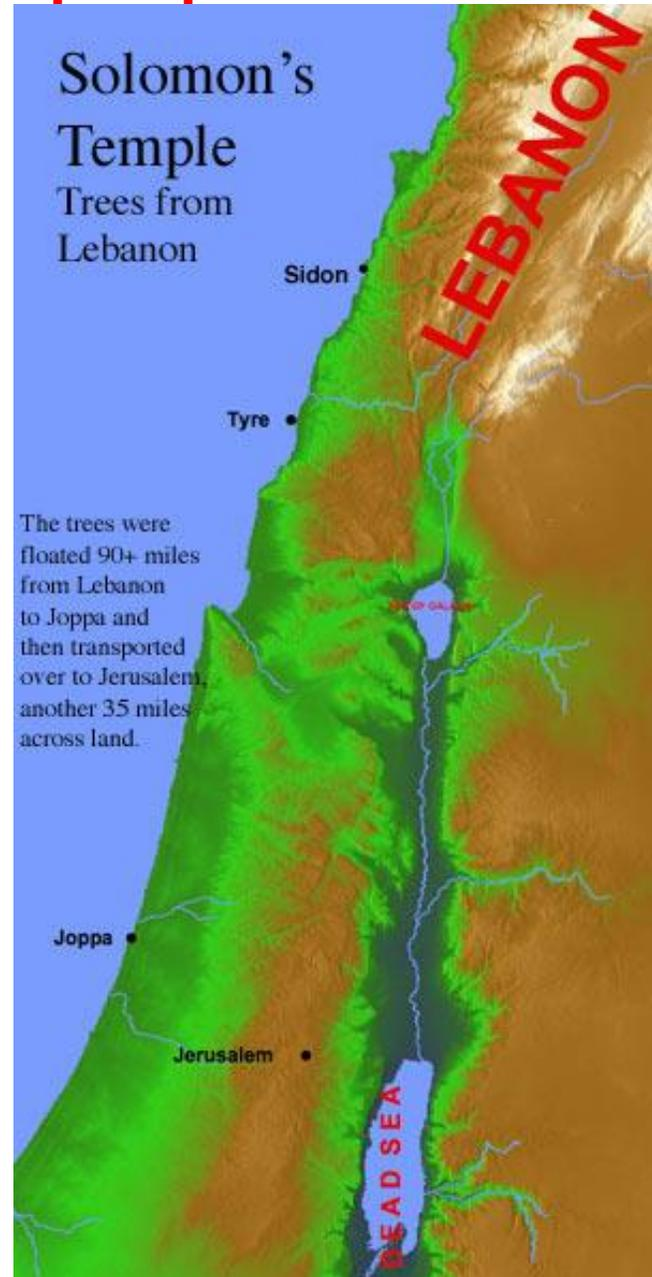 Solomon's
Temple
Trees from
Lebanon
LEBANON
Sidon
Tyre
The trees were
floated 90+ miles
from Lebanon
to Joppa and
then transported
over to Jerusalem,
another 35 miles
across land.
Joppa
Jerusalem
DEAD SEA